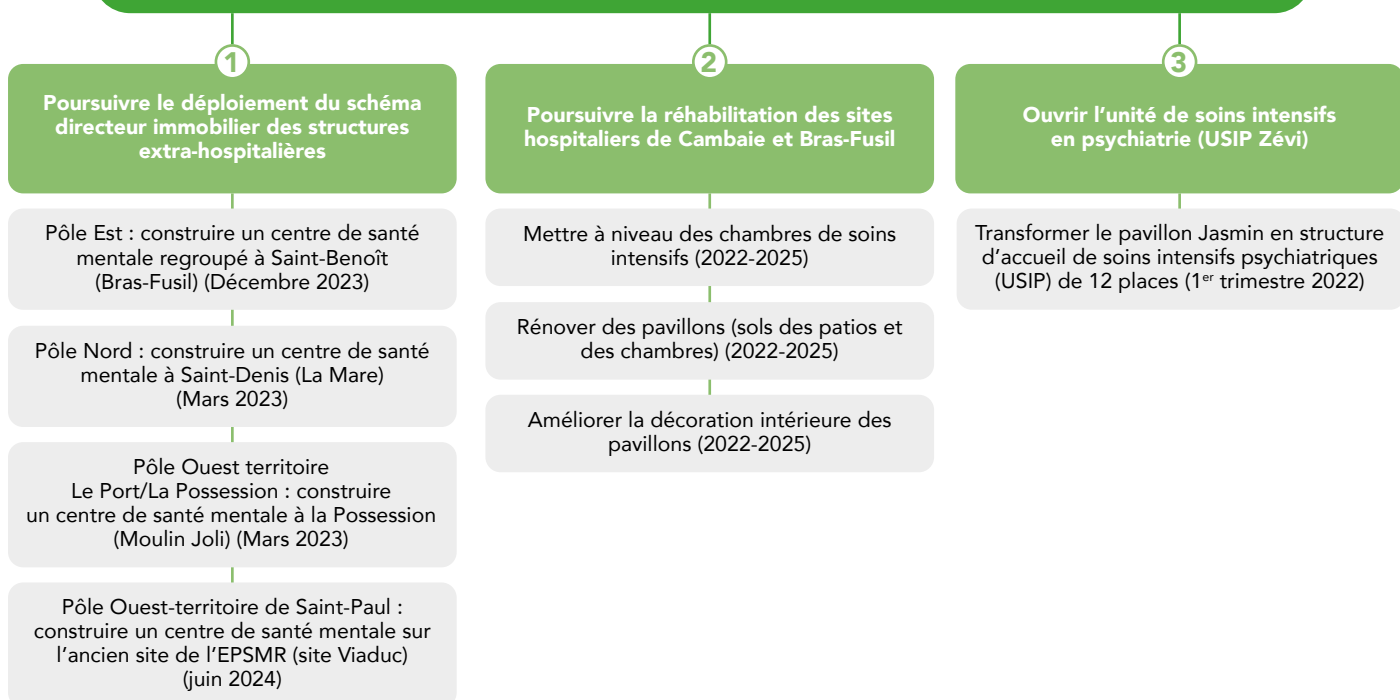 1
Poursuivre le déploiement du schéma
directeur immobilier des structures
extra-hospitalières
Pôle Est : construire un centre de santé
mentale regroupé à Saint-Benoît
(Bras-Fusil) (Décembre 2023)
Pôle Nord : construire un centre de santé
mentale à Saint-Denis (La Mare)
(Mars 2023)
Pôle Ouest territoire
Le Port/La Possession : construire
un centre de santé mentale à la Possession
(Moulin Joli) (Mars 2023)
Pôle Ouest-territoire de Saint-Paul :
construire un centre de santé mentale sur
l’ancien site de l’EPSMR (site Viaduc)
(juin 2024)
2
Poursuivre la réhabilitation des sites
hospitaliers de Cambaie et Bras-Fusil
Mettre à niveau des chambres de soins
intensifs (2022-2025)
Rénover des pavillons (sols des patios et
des chambres) (2022-2025)
Améliorer la décoration intérieure des
pavillons (2022-2025)
3
Ouvrir l’unité de soins intensifs
en psychiatrie (USIP Zévi)
Transformer le pavillon Jasmin en structure
d’accueil de soins intensifs psychiatriques
(USIP) de 12 places (1er trimestre 2022)